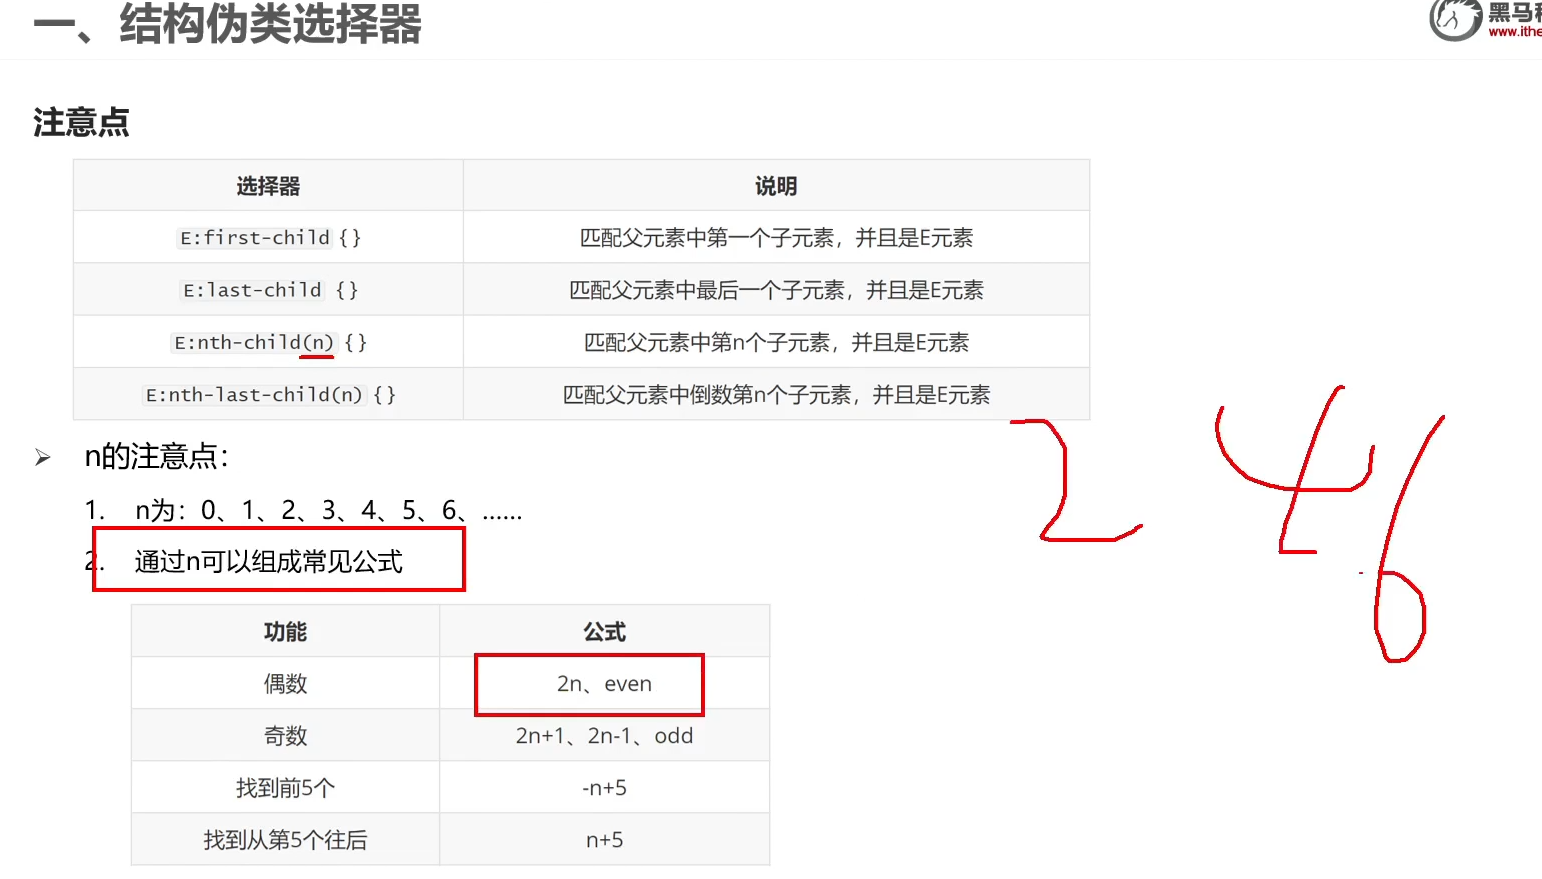 一、结构伪类选择器
黑马
www.ithe
注意点
选择器 说明
E:first-child {} 匹配父元素中第一个子元素，并且是E元素
E:last-child {} 匹配父元素中最后一个子元素，并且是E元素
E:nth-child(n) {} 匹配父元素中第n个子元素，并且是E元素
E:nth-last-child(n) {} 匹配父元素中倒数第n个子元素，并且是E元素
2 4 6
➢ n的注意点：
1. n为：0、1、2、3、4、5、6、……
2. 通过n可以组成常见公式
功能 公式
偶数 2n、even
奇数 2n+1、2n-1、odd
找到前5个 -n+5
找到从第5个往后 n+5